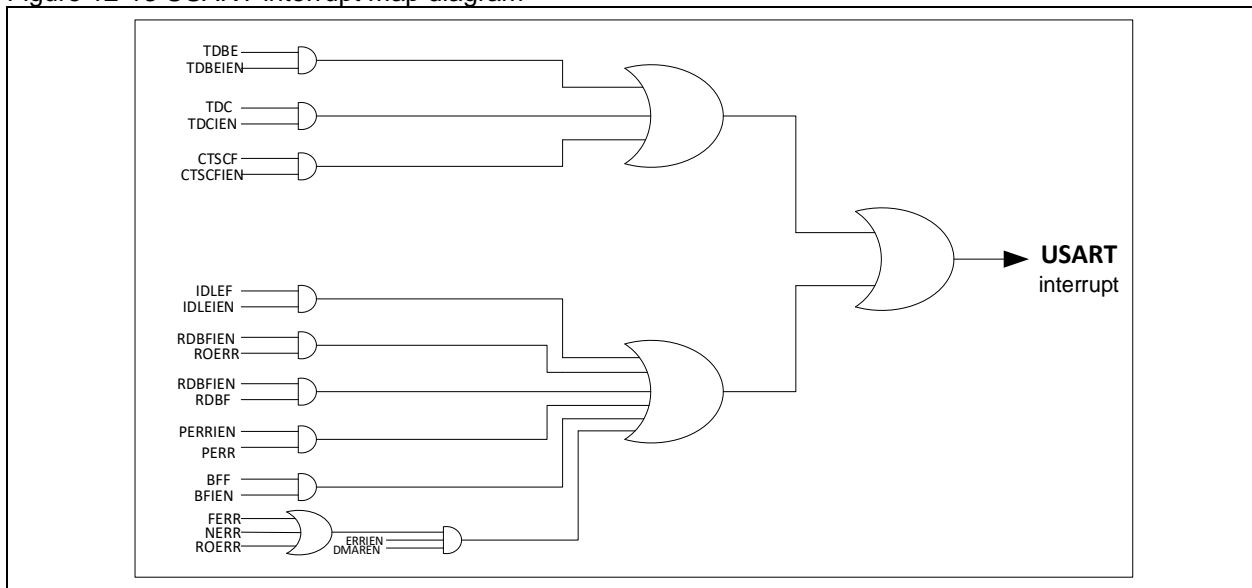 Figure 12-13 USART interrupt map diagram
TDBE
TDBEIEN
TDC
TDCIEN
CTSCF
CTSCFIEN
IDLEF
IDLEIEN
RDBFIEN
ROERR
RDBFIEN
RDBF
PERRIEN
PERR
BFF
BFIEN
FERR
NERR
ROERR
ERRIEN
DMAREN
USART
interrupt